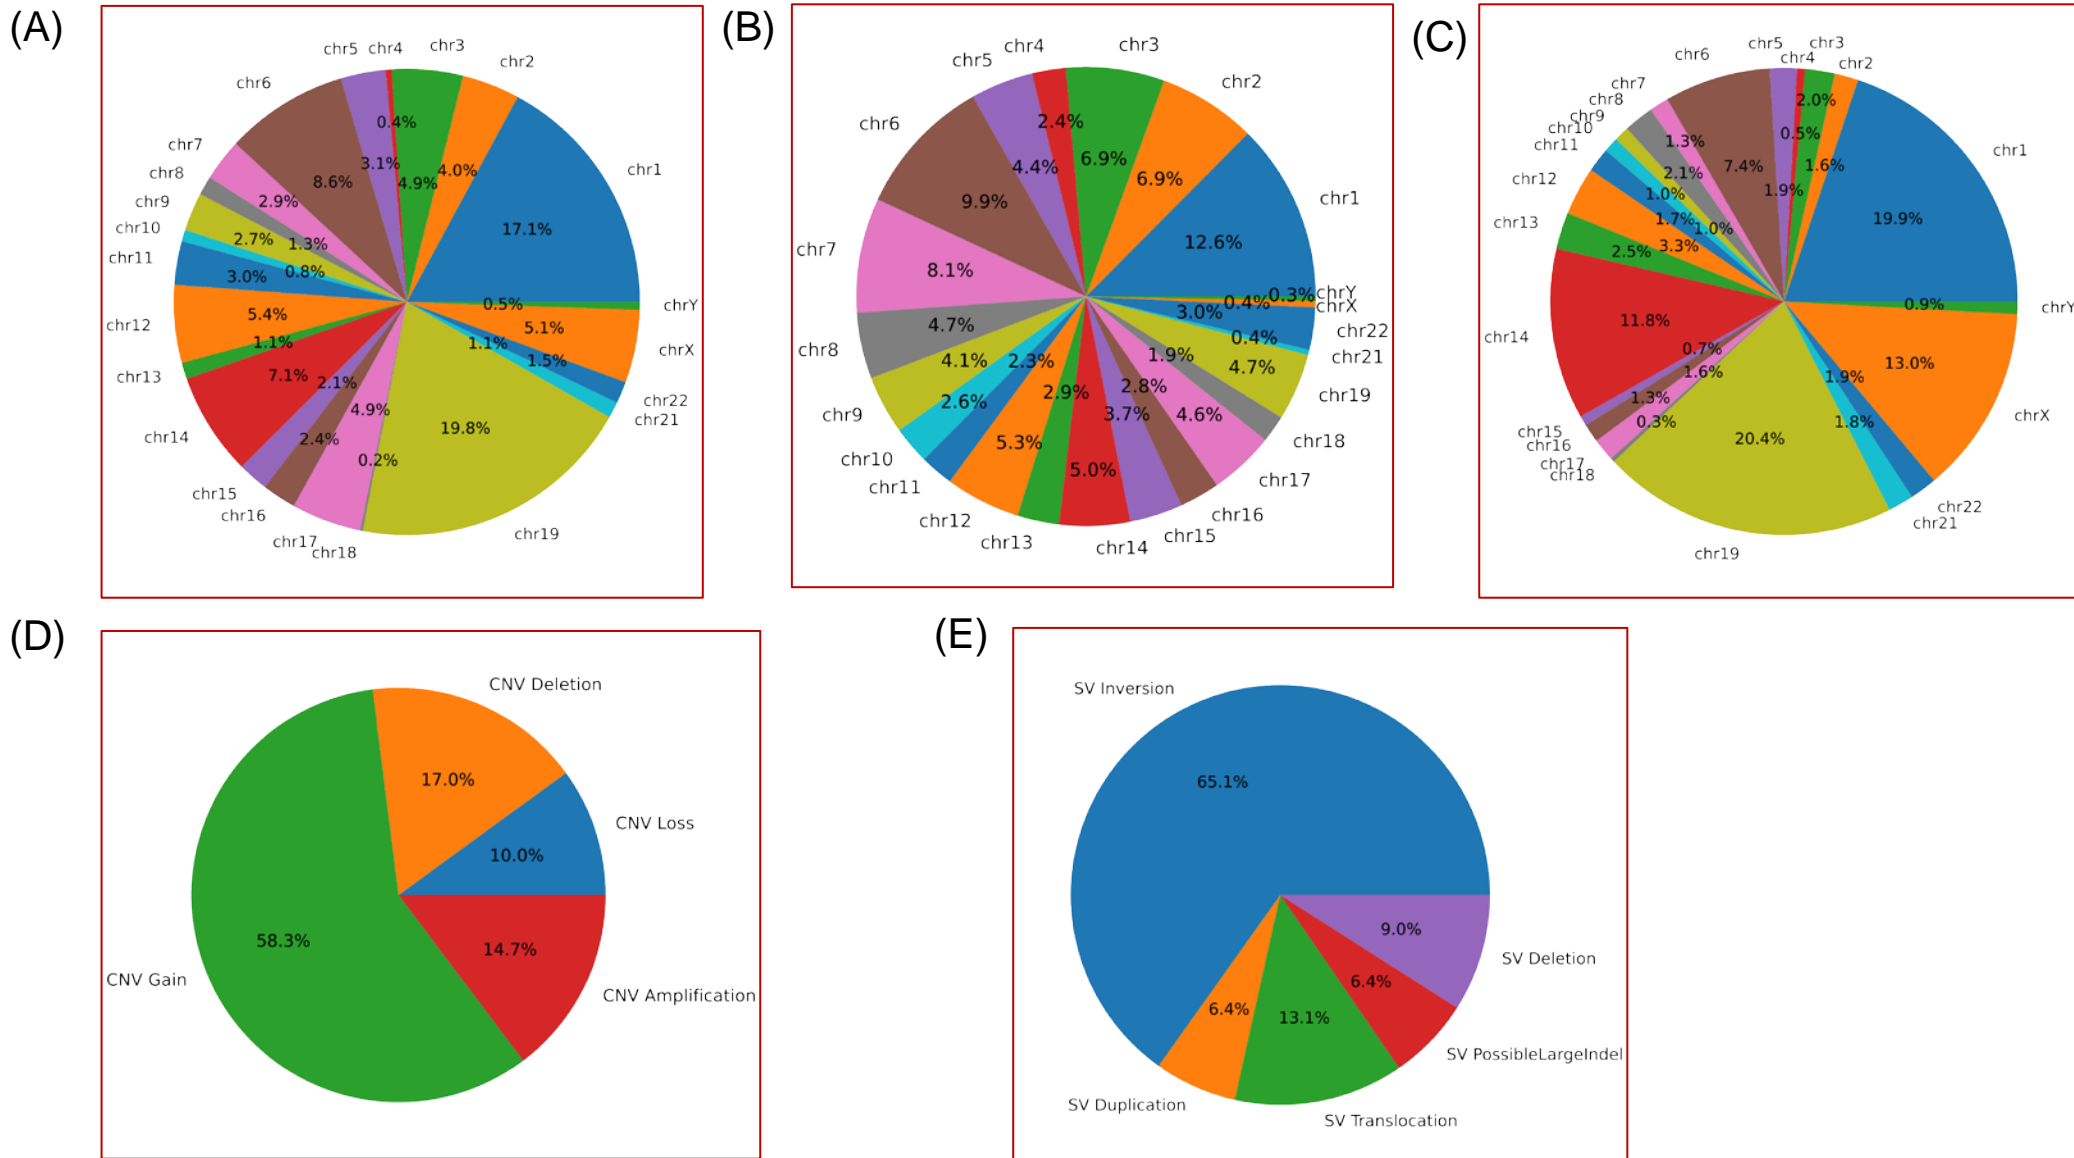 (A)
chr1
chr2
chr3
chr4
chr5
chr6
chr7
chr8
chr9
chr10
chr11
chr12
chr13
chr14
chr15
chr16
chr17
chr18
chr19
chr21
chr22
chrX
chrY
17.1%
4.0%
4.9%
0.4%
3.1%
8.6%
2.9%
1.3%
2.7%
0.8%
3.0%
5.4%
1.1%
7.1%
2.1%
2.4%
4.9%
0.2%
19.8%
1.1%
1.5%
5.1%
0.5%
(B)
chr1
chr2
chr3
chr4
chr5
chr6
chr7
chr8
chr9
chr10
chr11
chr12
chr13
chr14
chr15
chr16
chr17
chr18
chr19
chr21
chr22
chrX
chrY
12.6%
6.9%
6.9%
2.4%
4.4%
9.9%
8.1%
4.7%
4.1%
2.6%
2.3%
5.3%
2.9%
5.0%
3.7%
2.8%
4.6%
1.9%
4.7%
0.4%
3.0%
0.4%
0.3%
(C)
chr1
chr2
chr3
chr4
chr5
chr6
chr7
chr8
chr9
chr10
chr11
chr12
chr13
chr14
chr15
chr16
chr17
chr18
chr19
chr21
chr22
chrX
chrY
19.9%
1.6%
2.0%
0.5%
1.9%
7.4%
1.3%
2.1%
1.0%
1.0%
1.7%
3.3%
2.5%
11.8%
0.7%
1.3%
1.6%
0.3%
20.4%
1.8%
1.9%
13.0%
0.9%
(D)
CNV Deletion
17.0%
CNV Loss
10.0%
58.3%
CNV Gain
14.7%
CNV Amplification
(E)
SV Inversion
65.1%
9.0%
SV Deletion
6.4%
6.4%
13.1%
SV PossibleLargeIndel
SV Duplication
SV Translocation